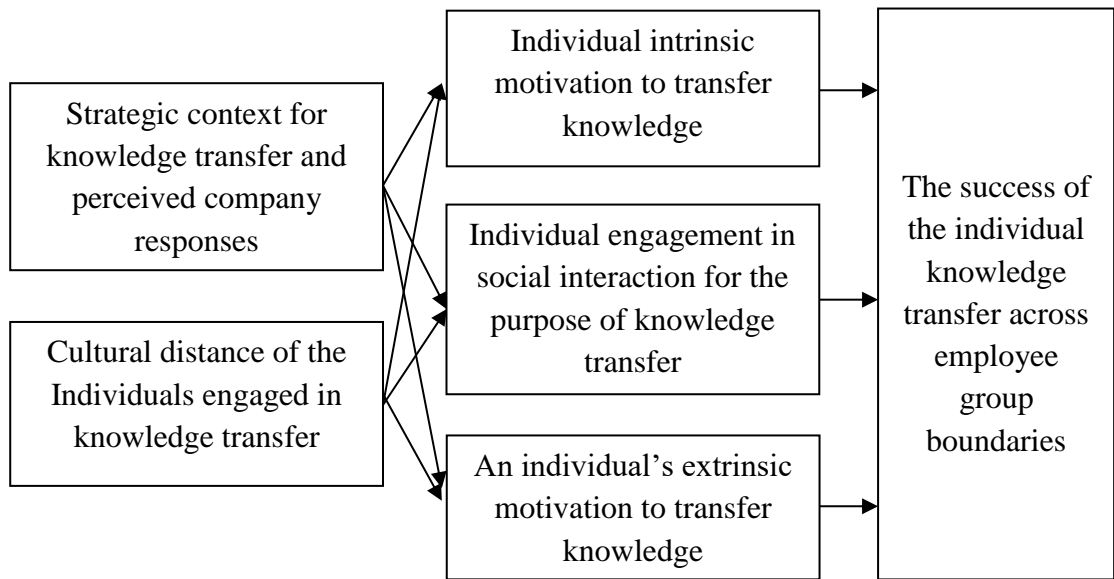 Strategic context for
knowledge transfer and
perceived company
responses
Cultural distance of the
Individuals engaged in
knowledge transfer
Individual intrinsic
motivation to transfer
knowledge
Individual engagement in
social interaction for the
purpose of knowledge
transfer
An individual’s extrinsic
motivation to transfer
knowledge
The success of
the individual
knowledge
transfer across
employee
group
boundaries